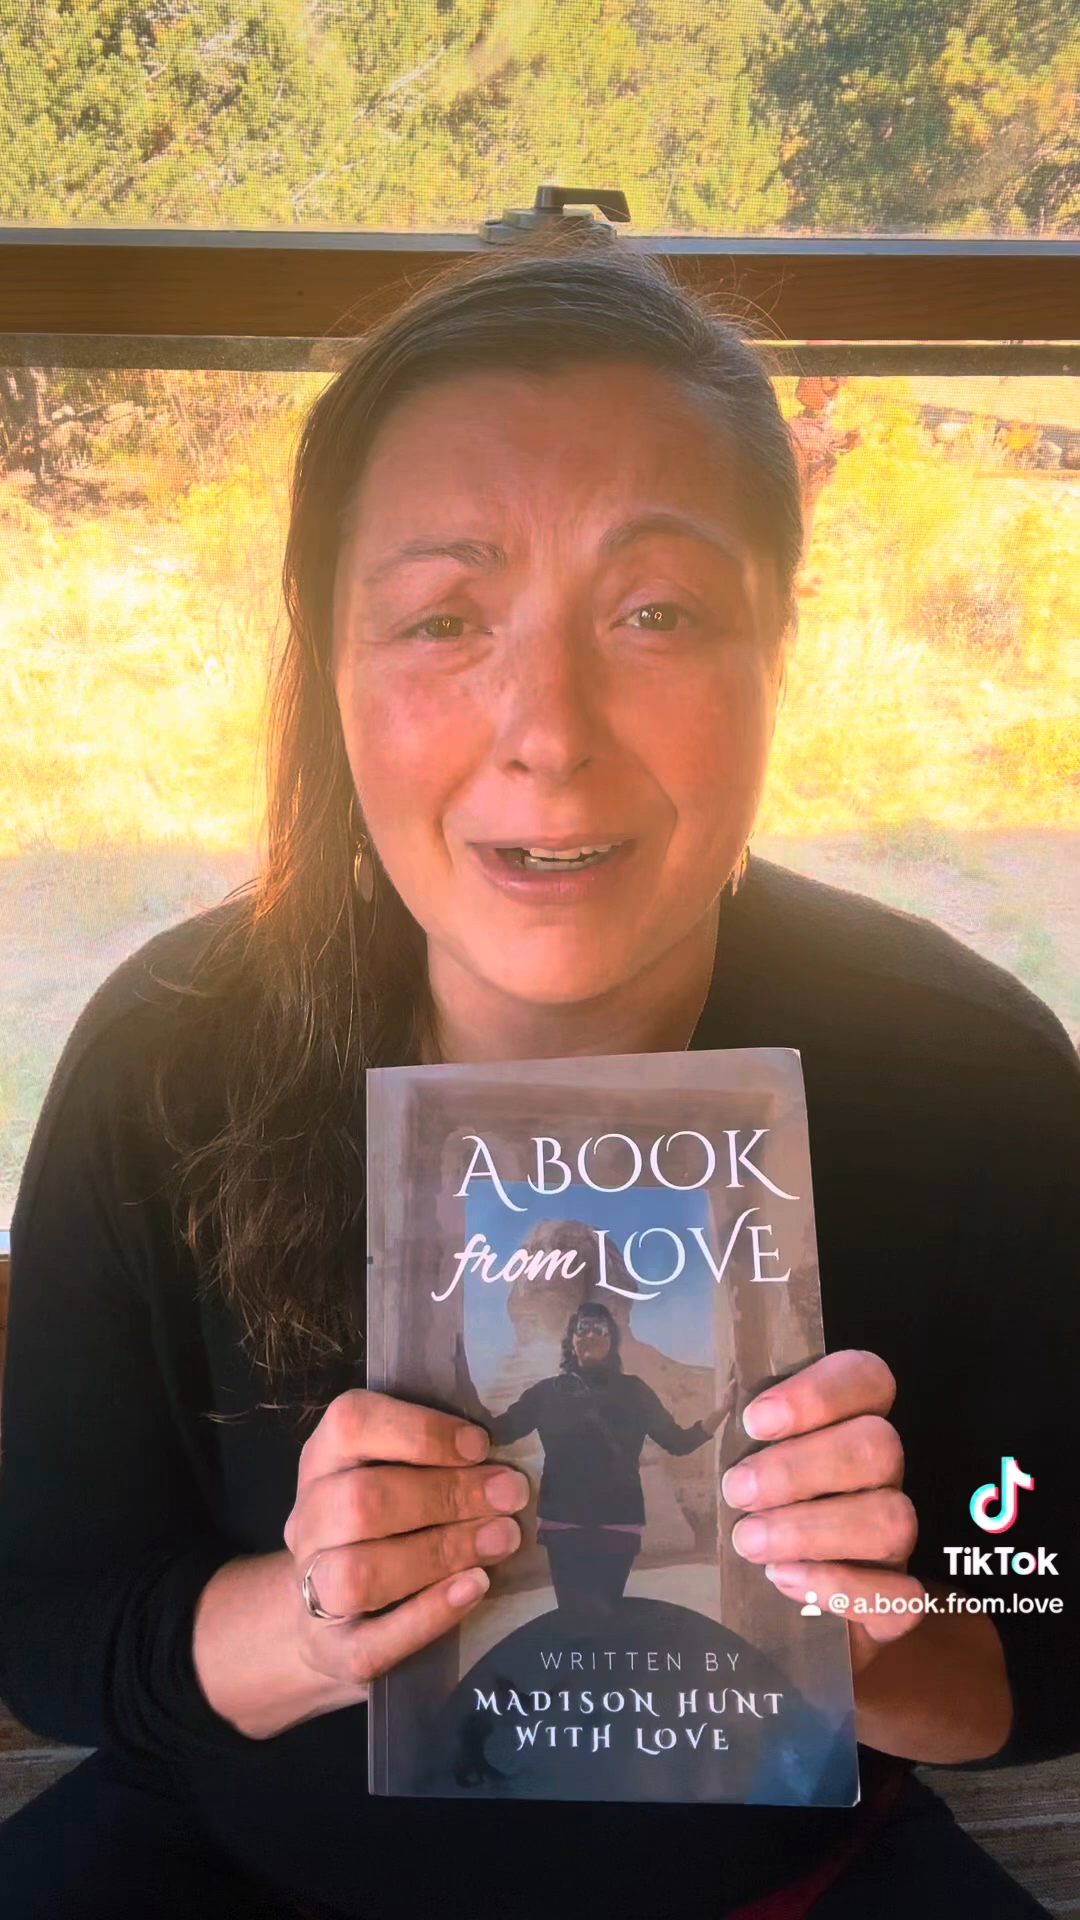 A BOOK
from LOVE
WRITTEN BY
MADISON HUNT
WITH LOVE
TikTok
@a.book.from.love